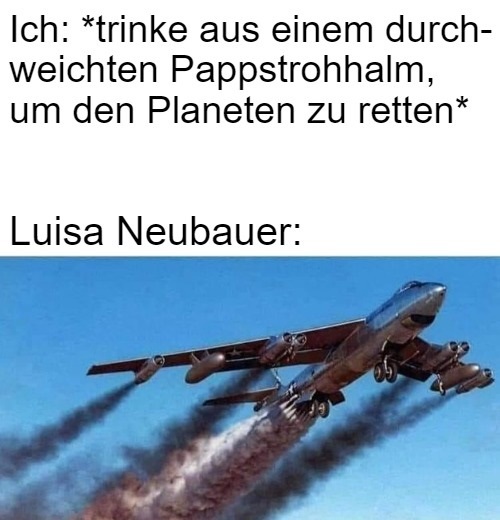 Ich: *trinke aus einem durch-
weichten Pappstrohhalm,
um den Planeten zu retten*
Luisa Neubauer: